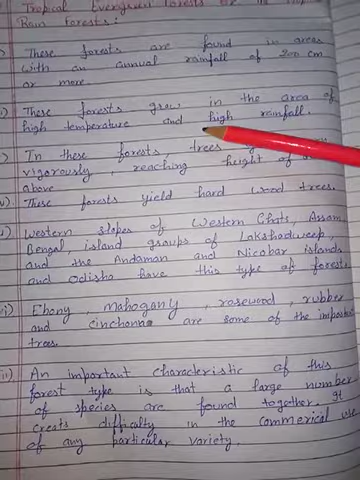 Tropical Evergreen Forests or
Rain Forests:
These forests are found in areas
with an annual rainfall of 200 cm
or more.
These forests grow in the area of
high temperature and high rainfall.
In these forests, trees
vigorously, reaching height of
above
These forests yield hard wood trees.
Western slopes of Western Ghats, Assam,
Bengal, island groups of Lakshadweep,
and the Andaman and Nicobar islands
and Odisha have this type of forest.
Ebony, mahogany, rosewood, rubber
and cinchona are some of the important
trees.
An important characteristic of this
forest type is that a large number
of species are found together. It
creats difficulty in the commerical use
of any particular variety.